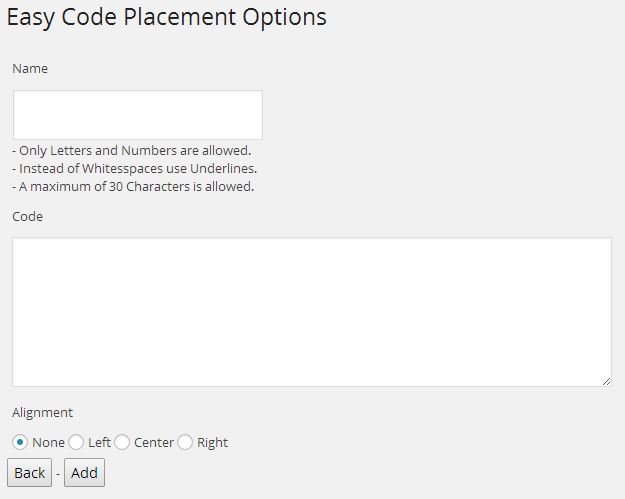 Easy Code Placement Options
Name
- Only Letters and Numbers are allowed.
- Instead of Whitesspaces use Underlines.
- A maximum of 30 Characters is allowed.
Code
Alignment
None Left Center Right
Back - Add